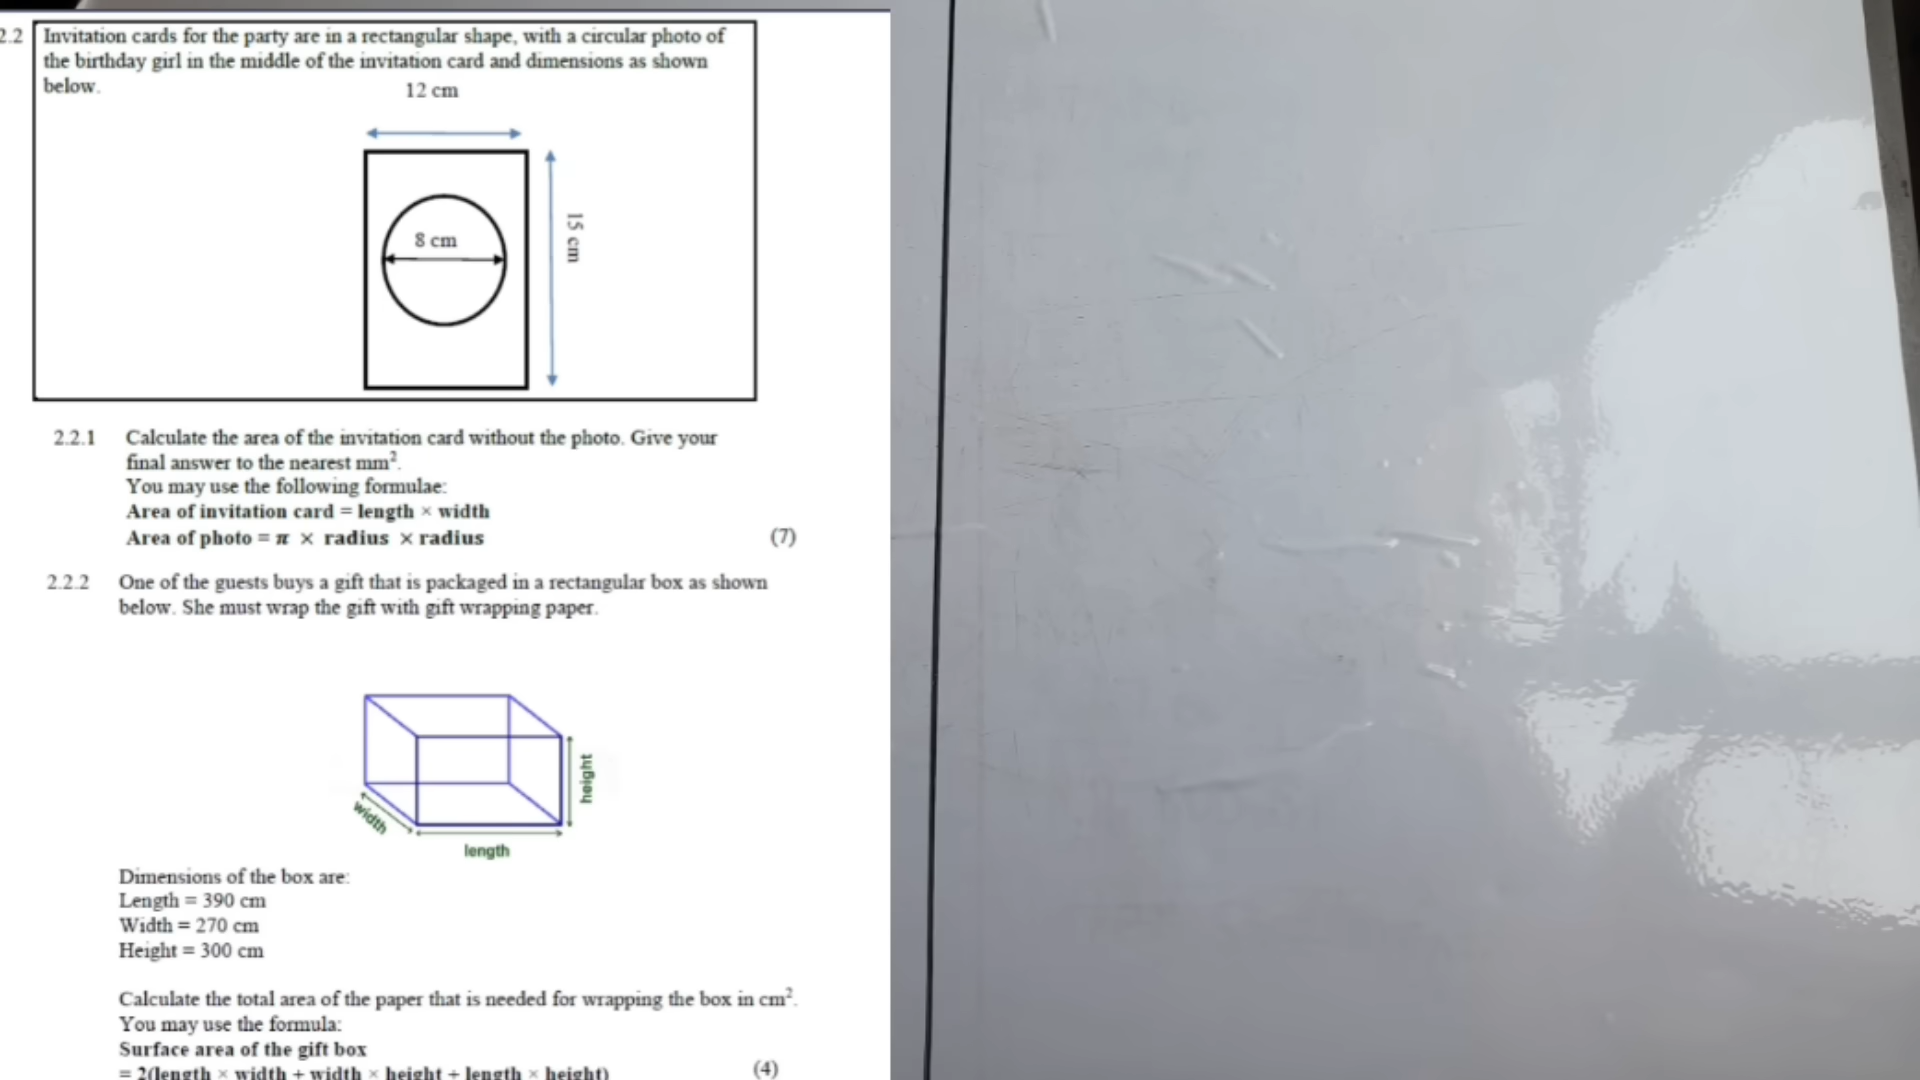 2.2 Invitation cards for the party are in a rectangular shape, with a circular photo of
the birthday girl in the middle of the invitation card and dimensions as shown
below.
12 cm
8 cm
15 cm
2.2.1 Calculate the area of the invitation card without the photo. Give your
final answer to the nearest mm².
You may use the following formulae:
Area of invitation card = length × width
Area of photo = π × radius × radius (7)
2.2.2 One of the guests buys a gift that is packaged in a rectangular box as shown
below. She must wrap the gift with gift wrapping paper.
height
width
length
Dimensions of the box are:
Length = 390 cm
Width = 270 cm
Height = 300 cm
Calculate the total area of the paper that is needed for wrapping the box in cm².
You may use the formula:
Surface area of the gift box
= 2(length × width + width × height + length × height) (4)